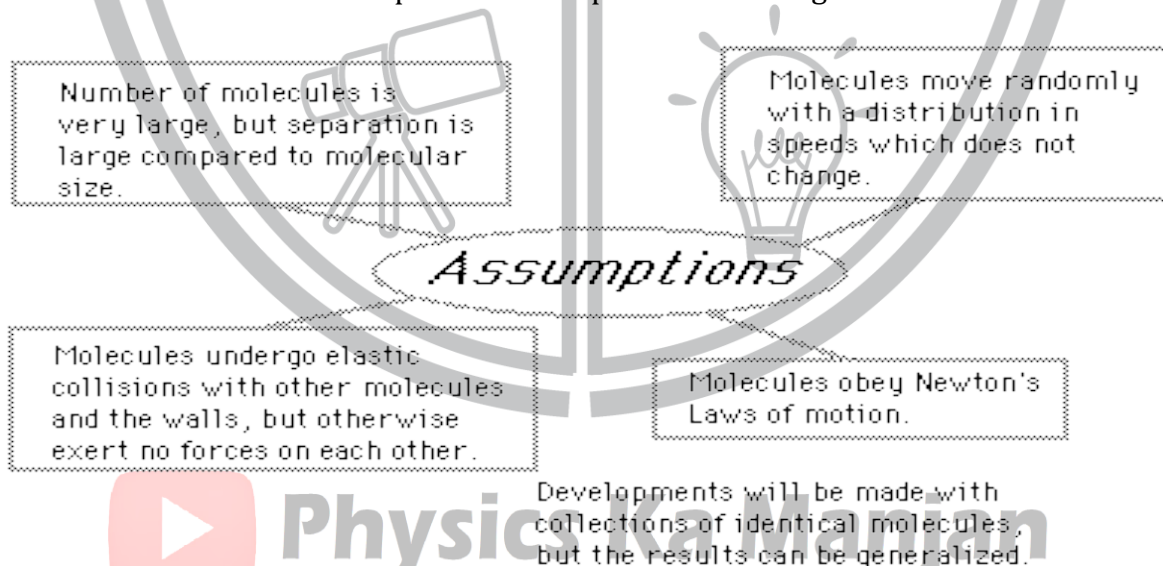 Number of molecules is
very large, but separation is
large compared to molecular
size.
Molecules move randomly
with a distribution in
speeds which does not
change.
Assumptions
Molecules undergo elastic
collisions with other molecules
and the walls, but otherwise
exert no forces on each other.
Molecules obey Newton's
Laws of motion.
Developments will be made with
collections of identical molecules,
but the results can be generalized.
Physics Ka Manjan